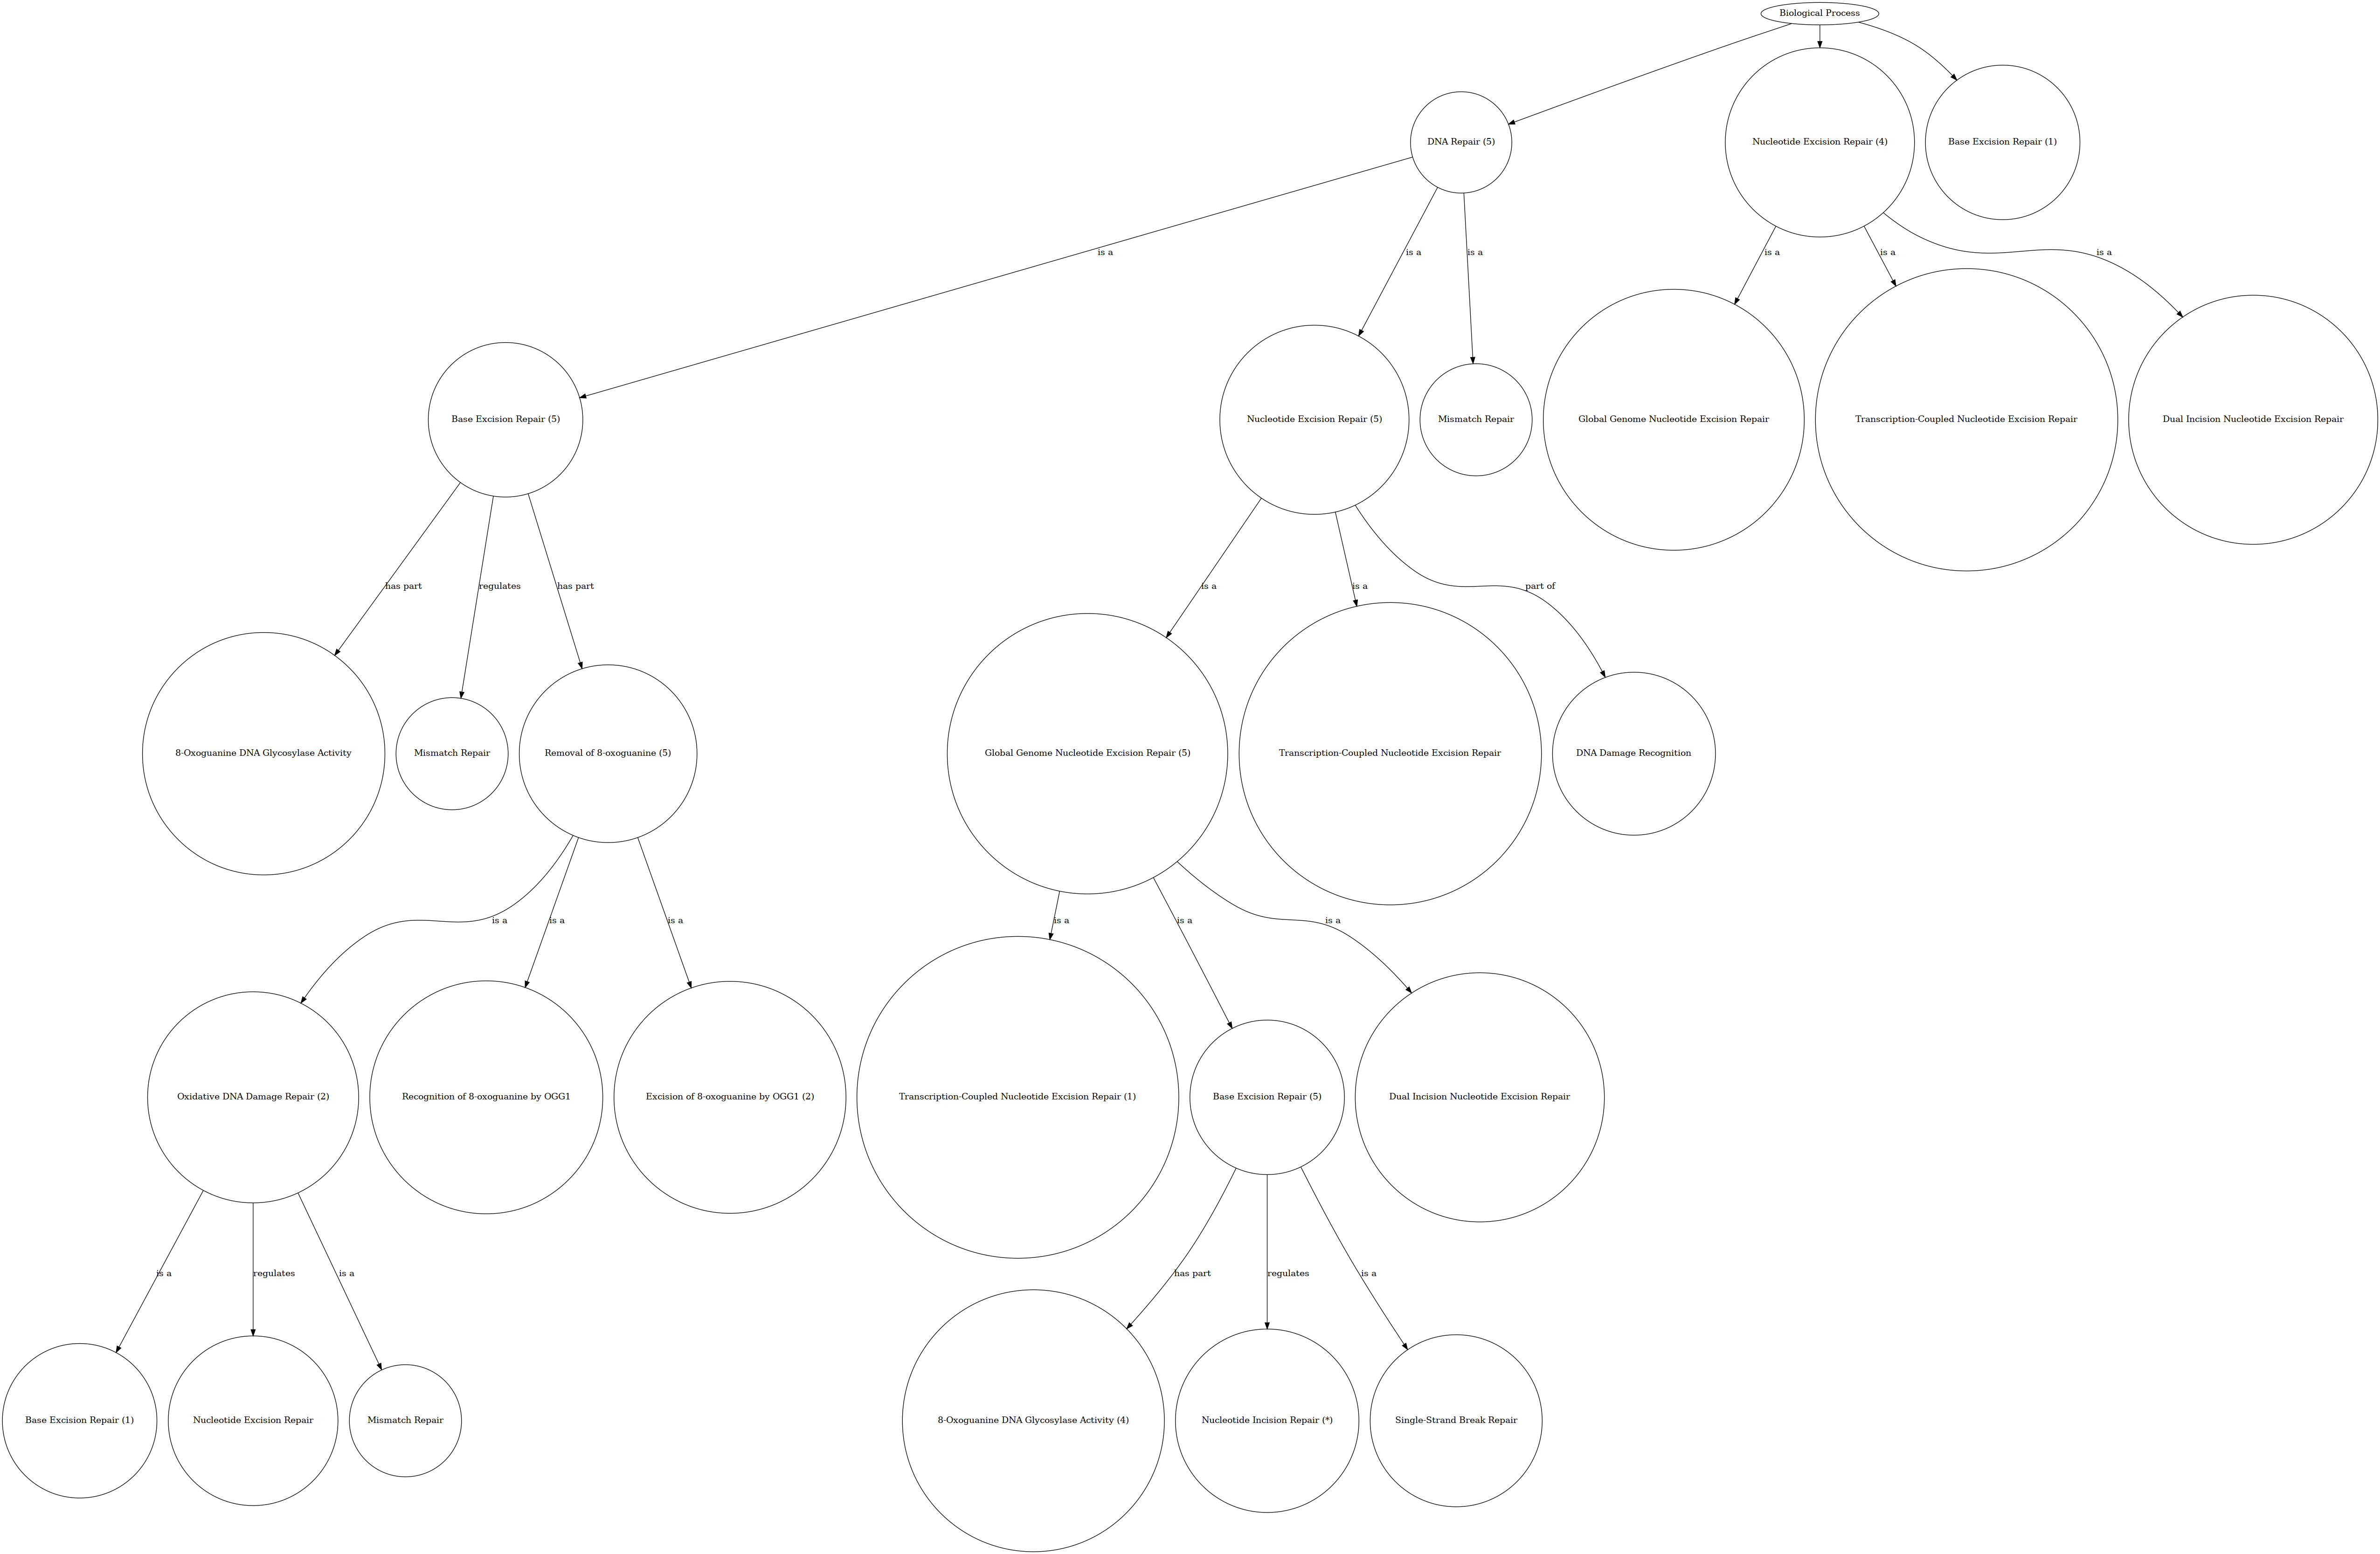 Biological Process
DNA Repair (5)
Nucleotide Excision Repair (4)
Base Excision Repair (1)
is a
is a
is a
is a
is a
is a
Base Excision Repair (5)
Nucleotide Excision Repair (5)
Mismatch Repair
Global Genome Nucleotide Excision Repair
Transcription-Coupled Nucleotide Excision Repair
Dual Incision Nucleotide Excision Repair
has part
regulates
has part
is a
is a
part of
8-Oxoguanine DNA Glycosylase Activity
Mismatch Repair
Removal of 8-oxoguanine (5)
Global Genome Nucleotide Excision Repair (5)
Transcription-Coupled Nucleotide Excision Repair
DNA Damage Recognition
is a
is a
is a
is a
is a
is a
Oxidative DNA Damage Repair (2)
Recognition of 8-oxoguanine by OGG1
Excision of 8-oxoguanine by OGG1 (2)
Transcription-Coupled Nucleotide Excision Repair (1)
Base Excision Repair (5)
Dual Incision Nucleotide Excision Repair
is a
regulates
is a
has part
regulates
is a
Base Excision Repair (1)
Nucleotide Excision Repair
Mismatch Repair
8-Oxoguanine DNA Glycosylase Activity (4)
Nucleotide Incision Repair (*)
Single-Strand Break Repair